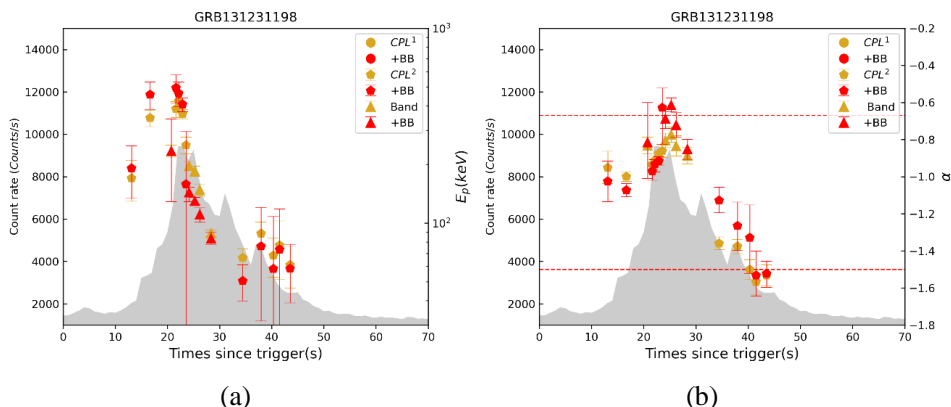 GRB131231198
GRB131231198
Count rate (Counts/s)
14000
12000
10000
8000
6000
4000
2000
0 10 20 30 40 50 60 70
Times since trigger(s)
10³
10²
Eₚ(keV)
CPL¹
+BB
CPL²
+BB
Band
+BB
Count rate (Counts/s)
14000
12000
10000
8000
6000
4000
2000
0 10 20 30 40 50 60 70
Times since trigger(s)
−0.2
−0.4
−0.6
−0.8
−1.0
−1.2
−1.4
−1.6
−1.8
α
CPL¹
+BB
CPL²
+BB
Band
+BB
(a)
(b)